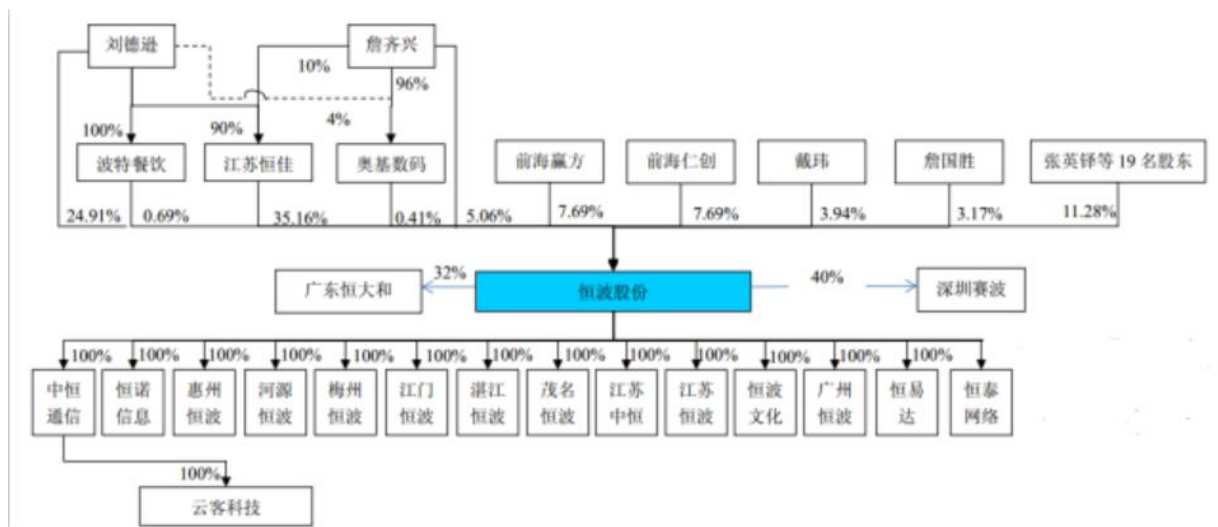 刘德逊
詹齐兴
10%
96%
4%
100%
90%
波特餐饮
江苏恒佳
奥基数码
前海赢方
前海仁创
戴玮
詹国胜
张英铎等 19 名股东
24.91%
0.69%
35.16%
0.41%
5.06%
7.69%
7.69%
3.94%
3.17%
11.28%
广东恒大和
32%
恒波股份
40%
深圳赛波
100%
100%
100%
100%
100%
100%
100%
100%
100%
100%
100%
100%
100%
中恒
通信
恒诺
信息
惠州
恒波
河源
恒波
梅州
恒波
江门
恒波
湛江
恒波
茂名
恒波
江苏
中恒
江苏
恒波
恒波
文化
广州
恒波
恒易
达
恒泰
网络
100%
云客科技